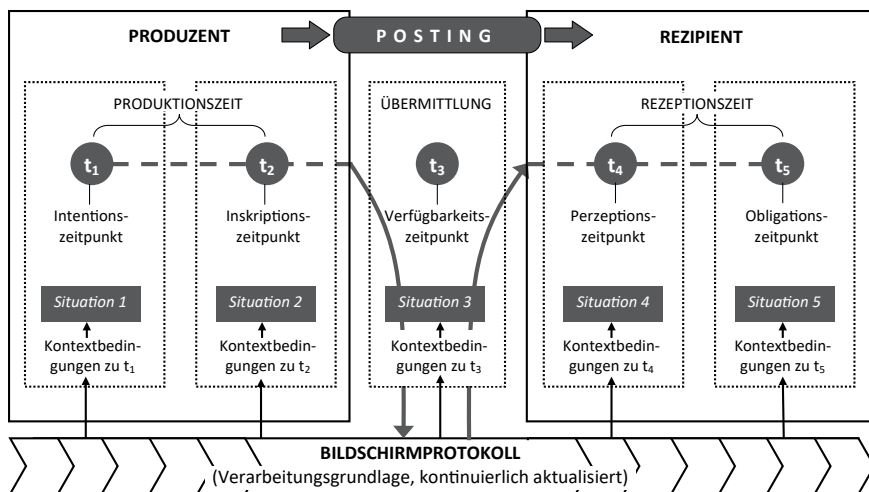 PRODUZENT
POSTING
REZIPIENT
PRODUKTIONSZEIT
ÜBERMITTLUNG
REZEPTIONSZEIT
t₁
t₂
t₃
t₄
t₅
Intentions-
zeitpunkt
Inskriptions-
zeitpunkt
Verfügbarkeits-
zeitpunkt
Perzeptions-
zeitpunkt
Obligations-
zeitpunkt
Situation 1
Situation 2
Situation 3
Situation 4
Situation 5
Kontextbedin-
gungen zu t₁
Kontextbedin-
gungen zu t₂
Kontextbedin-
gungen zu t₃
Kontextbedin-
gungen zu t₄
Kontextbedin-
gungen zu t₅
BILDSCHIRMPROTOKOLL
(Verarbeitungsgrundlage, kontinuierlich aktualisiert)